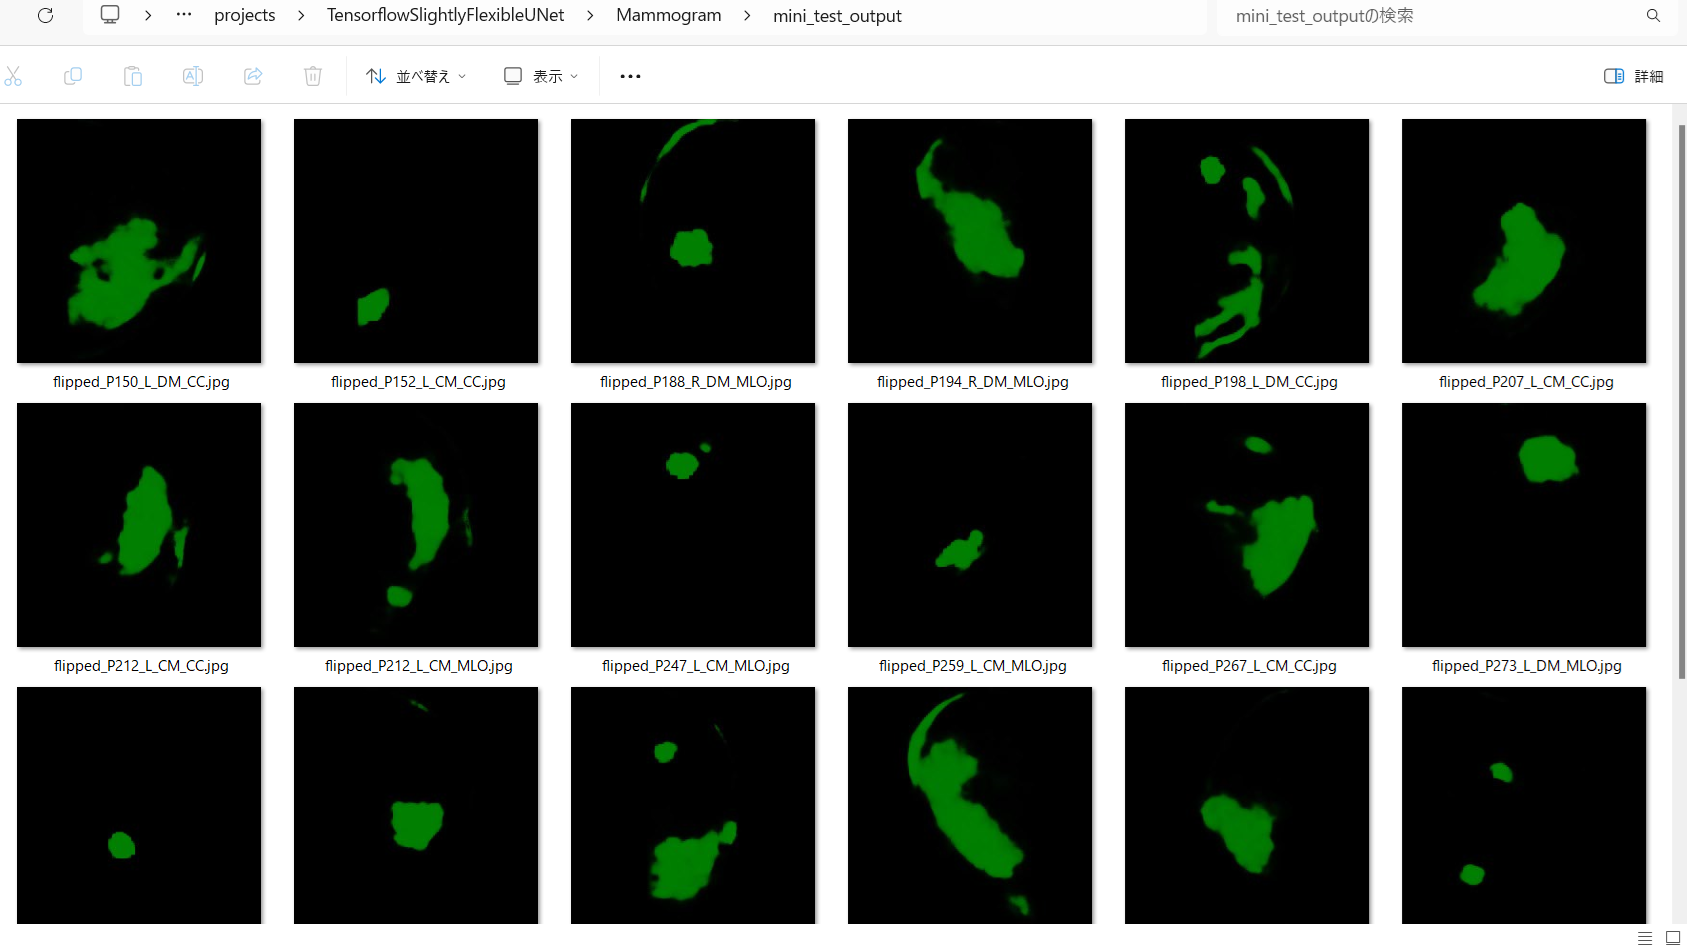 projects > TensorflowSlightlyFlexibleUNet > Mammogram > mini_test_output
mini_test_outputの検索
並べ替え
表示
詳細
flipped_P150_L_DM_CC.jpg
flipped_P152_L_CM_CC.jpg
flipped_P188_R_DM_MLO.jpg
flipped_P194_R_DM_MLO.jpg
flipped_P198_L_DM_CC.jpg
flipped_P207_L_CM_CC.jpg
flipped_P212_L_CM_CC.jpg
flipped_P212_L_CM_MLO.jpg
flipped_P247_L_CM_MLO.jpg
flipped_P259_L_CM_MLO.jpg
flipped_P267_L_CM_CC.jpg
flipped_P273_L_DM_MLO.jpg